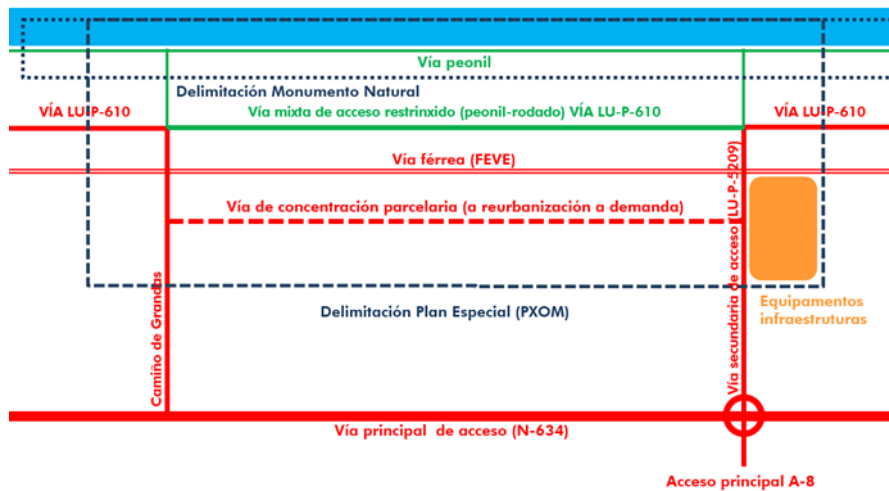 Vía peonil
Delimitación Monumento Natural
VÍA LU-P-610
Vía mixta de acceso restrinxido (peonil-rodado) VÍA LU-P-610
VÍA LU-P-610
Vía férrea (FEVE)
Vía de concentración parcelaria (a reurbanización a demanda)
Camiño de Grandas
Vía secundaria de acceso (LU-P-5209)
Delimitación Plan Especial (PXOM)
Equipamentos
infraestruturas
Vía principal de acceso (N-634)
Acceso principal A-8